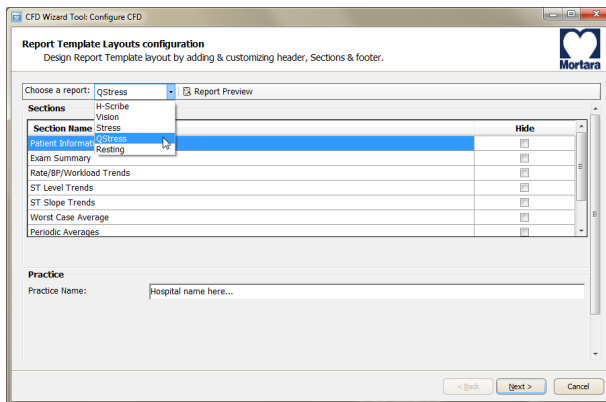 CFD Wizard Tool: Configure CFD
Report Template Layouts configuration
Design Report Template layout by adding & customizing header, Sections & footer.
Mortara
Choose a report: QStress Report Preview
H-Scribe
Vision
Stress
QStress
Resting
Sections
Section Name Hide
Patient Informati
Exam Summary
Rate/BP/Workload Trends
ST Level Trends
ST Slope Trends
Worst Case Average
Periodic Averages
Practice
Practice Name: Hospital name here...
< Back Next > Cancel